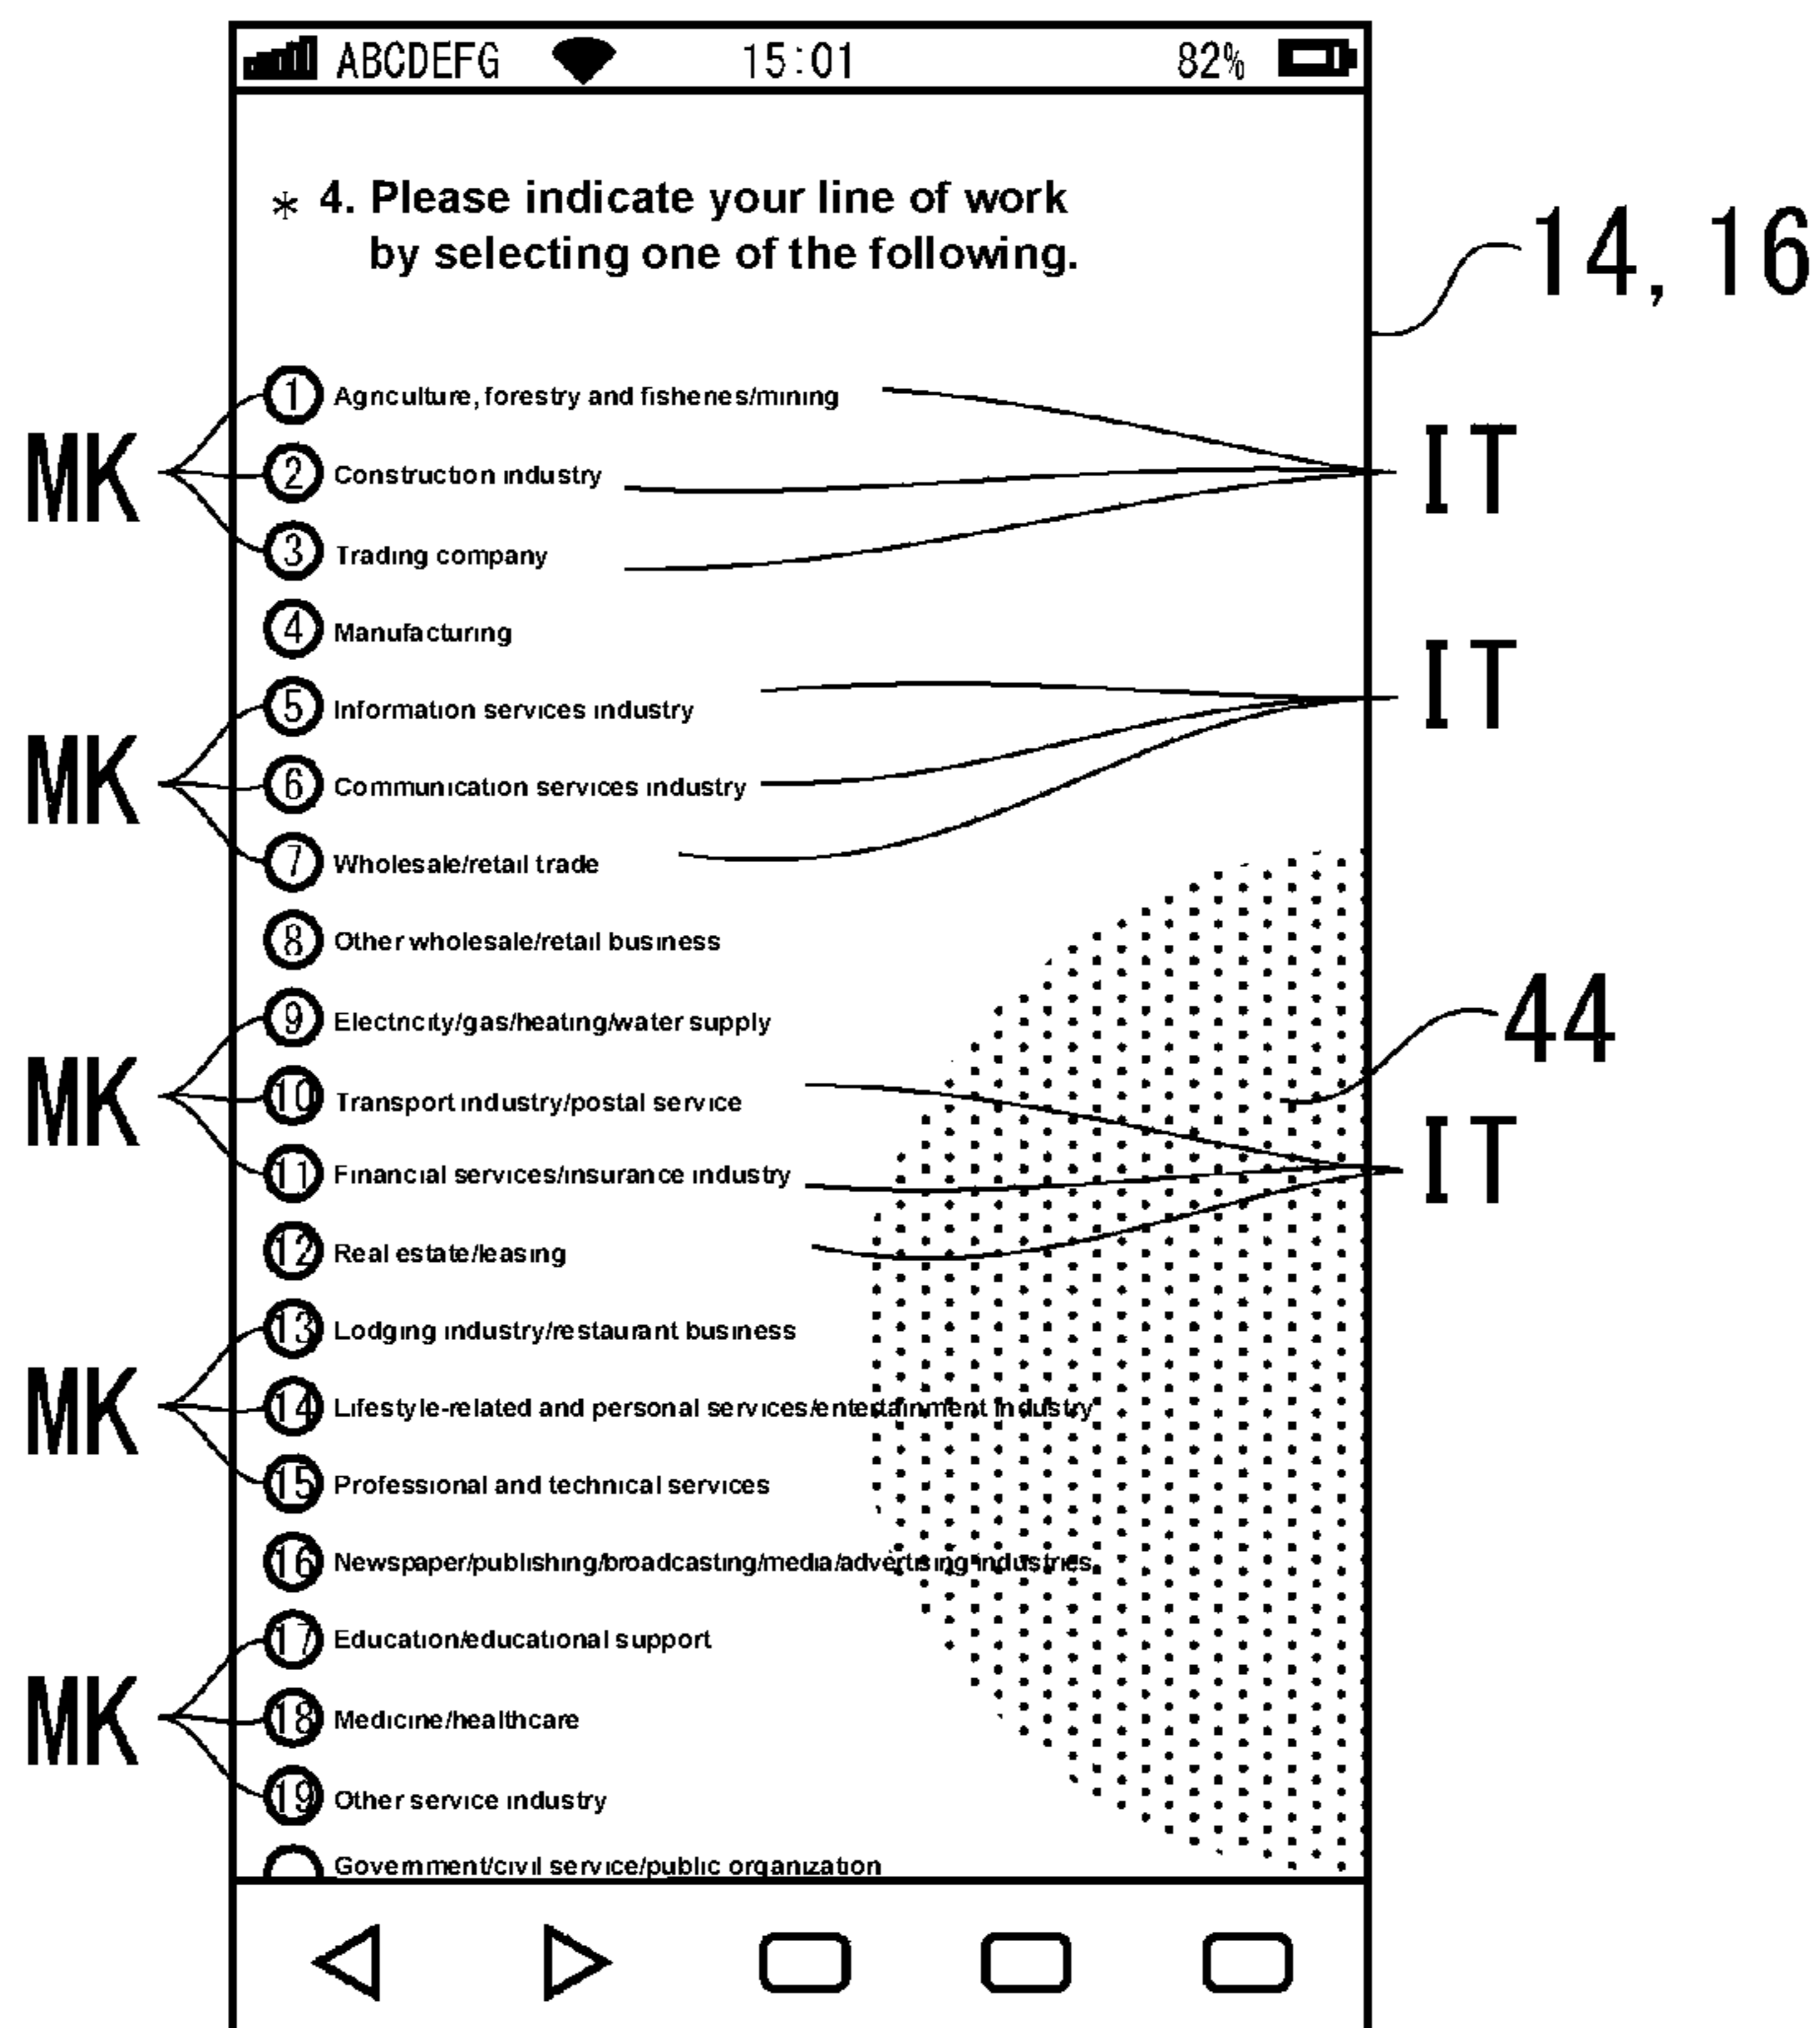 ABCDEFG 15:01 82%
* 4. Please indicate your line of work
by selecting one of the following.
14, 16
1 Agriculture, forestry and fisheries/mining
MK IT
2 Construction industry
3 Trading company
4 Manufacturing
IT
5 Information services industry
MK
6 Communication services industry
7 Wholesale/retail trade
8 Other wholesale/retail business
9 Electricity/gas/heating/water supply
44
MK
10 Transport industry/postal service
IT
11 Financial services/insurance industry
12 Real estate/leasing
13 Lodging industry/restaurant business
MK
14 Lifestyle-related and personal services/entertainment industry
15 Professional and technical services
16 Newspaper/publishing/broadcasting/media/advertising industries
17 Education/educational support
MK
18 Medicine/healthcare
19 Other service industry
Government/civil service/public organization